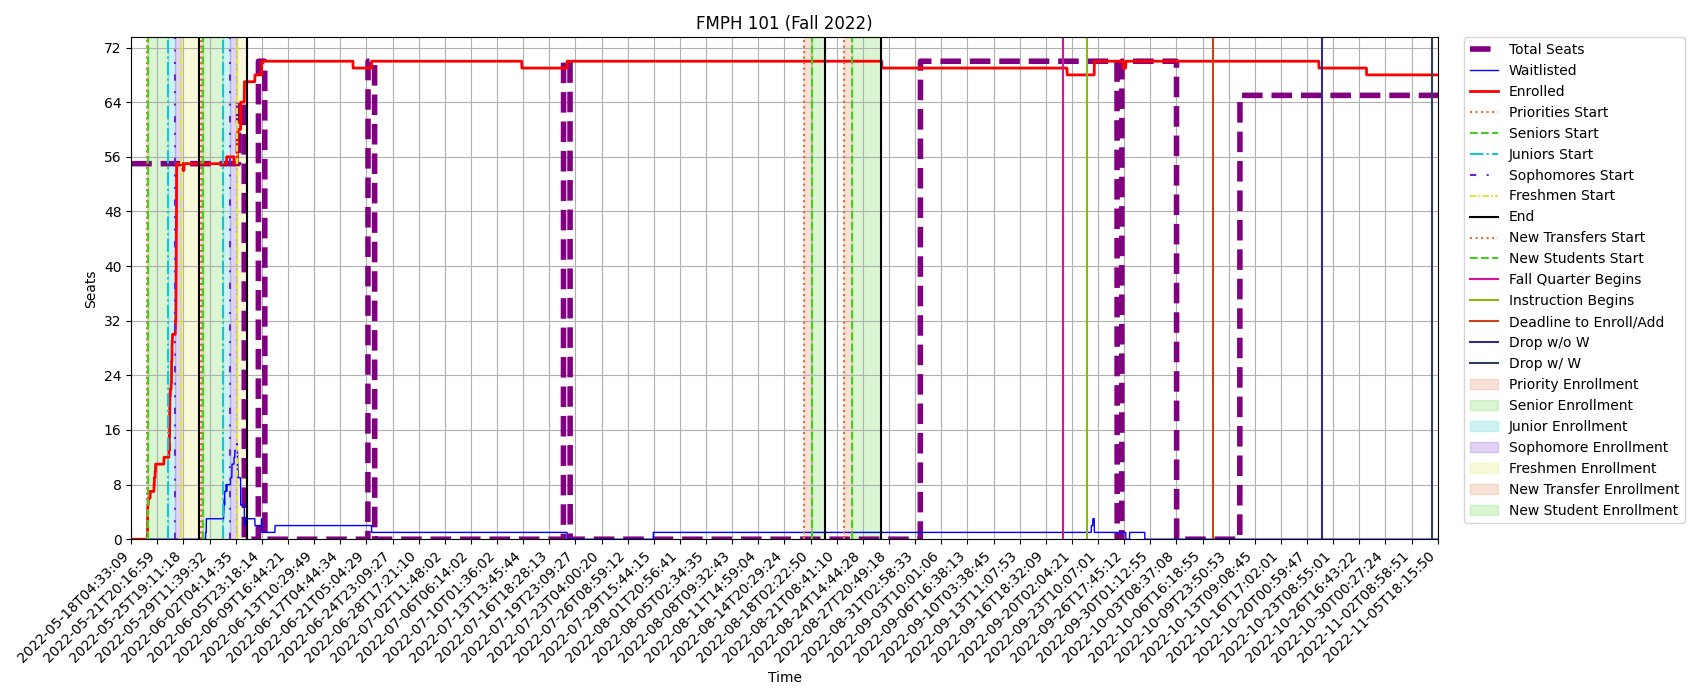 FMPH 101 (Fall 2022)
72
64
56
48
40
32
24
16
8
0
Seats
2022-05-18T04:33:09
2022-05-21T20:16:59
2022-05-25T19:11:18
2022-05-29T11:39:32
2022-06-02T04:14:35
2022-06-05T23:18:14
2022-06-09T16:44:21
2022-06-13T10:29:49
2022-06-17T04:44:34
2022-06-21T05:04:29
2022-06-24T23:09:27
2022-06-28T17:21:10
2022-07-02T11:48:02
2022-07-06T06:14:02
2022-07-10T01:36:02
2022-07-13T13:45:44
2022-07-16T18:28:13
2022-07-19T23:09:27
2022-07-23T04:00:20
2022-07-26T08:59:12
2022-07-29T15:44:15
2022-08-01T20:56:41
2022-08-05T02:34:35
2022-08-08T09:32:43
2022-08-11T14:59:04
2022-08-14T20:29:24
2022-08-18T02:22:50
2022-08-21T08:41:10
2022-08-24T14:44:28
2022-08-27T20:49:18
2022-08-31T02:58:33
2022-09-03T10:01:06
2022-09-06T16:38:13
2022-09-10T03:38:45
2022-09-13T11:07:53
2022-09-16T18:32:09
2022-09-20T02:04:21
2022-09-23T10:07:01
2022-09-26T17:45:12
2022-09-30T01:12:55
2022-10-03T08:37:08
2022-10-06T16:18:55
2022-10-09T23:50:53
2022-10-13T09:08:45
2022-10-16T17:02:01
2022-10-20T00:59:47
2022-10-23T08:55:01
2022-10-26T16:43:22
2022-10-30T00:27:24
2022-11-02T08:58:51
2022-11-05T18:15:50
Time
Total Seats
Waitlisted
Enrolled
Priorities Start
Seniors Start
Juniors Start
Sophomores Start
Freshmen Start
End
New Transfers Start
New Students Start
Fall Quarter Begins
Instruction Begins
Deadline to Enroll/Add
Drop w/o W
Drop w/ W
Priority Enrollment
Senior Enrollment
Junior Enrollment
Sophomore Enrollment
Freshmen Enrollment
New Transfer Enrollment
New Student Enrollment